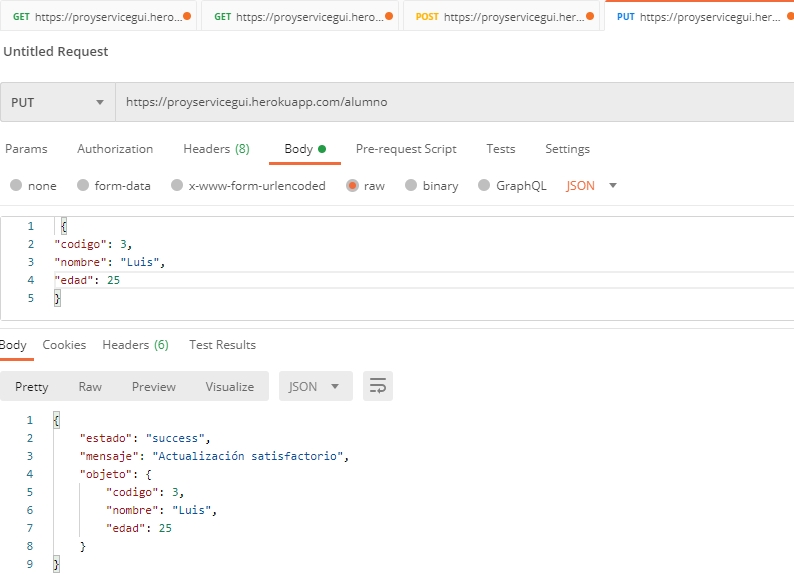 GET https://proyservicegui.hero...
GET https://proyservicegui.hero...
POST https://proyservicegui.her...
PUT https://proyservicegui.her...
Untitled Request
PUT https://proyservicegui.herokuapp.com/alumno
Params Authorization Headers (8) Body Pre-request Script Tests Settings
none form-data x-www-form-urlencoded raw binary GraphQL JSON
1 {
2 "codigo": 3,
3 "nombre": "Luis",
4 "edad": 25
5 }
Body Cookies Headers (6) Test Results
Pretty Raw Preview Visualize JSON
1 {
2 "estado": "success",
3 "mensaje": "Actualización satisfactorio",
4 "objeto": {
5 "codigo": 3,
6 "nombre": "Luis",
7 "edad": 25
8 }
9 }